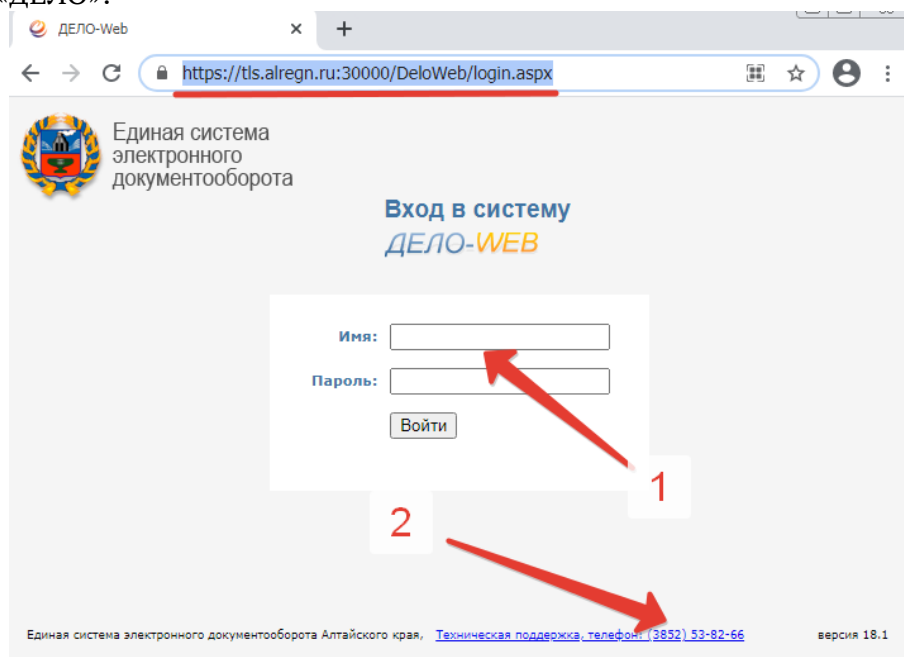 «ДЕЛО».
ДЕЛО-Web
https://tls.alregn.ru:30000/DeloWeb/login.aspx
Единая система
электронного
документооборота
Вход в систему
ДЕЛО-WEB
Имя:
Пароль:
Войти
1
2
Единая система электронного документооборота Алтайского края, Техническая поддержка, телефон: (3852) 53-82-66 версия 18.1